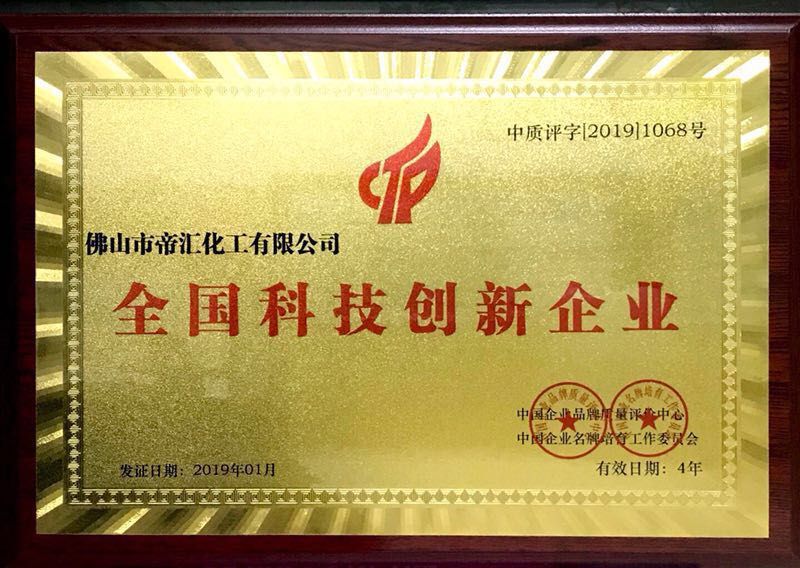 中质评字[2019]1068号
CTP
佛山市帝汇化工有限公司
全国科技创新企业
中国企业品牌质量评价中心
中国企业名牌培育工作委员会
发证日期：2019年01月
有效日期：4年